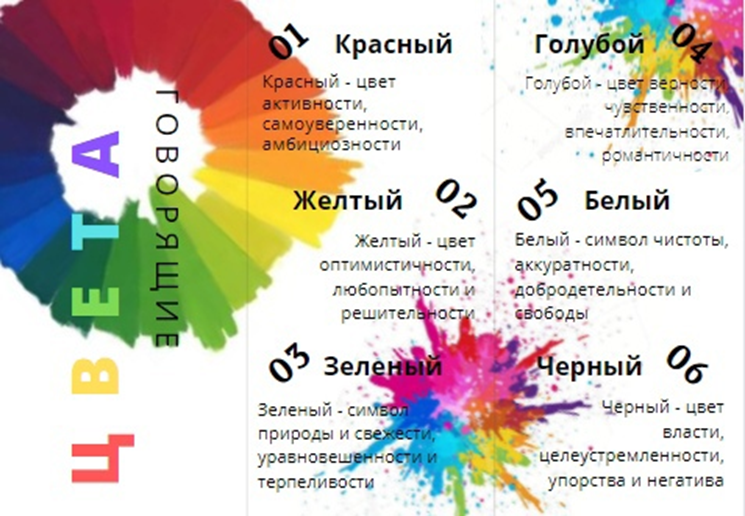 ЦВЕТА
ГОВОРЯЩИЕ
01
Красный
Красный - цвет
активности,
самоуверенности,
амбициозности
02
Желтый
Желтый - цвет
оптимистичности,
любопытности и
решительности
03
Зеленый
Зеленый - символ
природы и свежести,
уравновешенности и
терпеливости
04
Голубой
Голубой - цвет верности,
чувственности,
впечатлительности,
романтичности
05
Белый
Белый - символ чистоты,
аккуратности,
добродетельности и
свободы
06
Черный
Черный - цвет
власти,
целеустремленности,
упорства и негатива